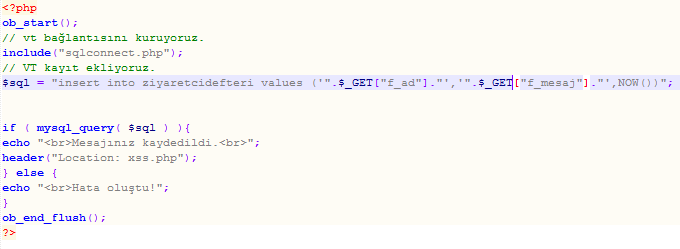 <?php
ob_start();
// vt bağlantısını kuruyoruz.
include("sqlconnect.php");
// VT kayıt ekliyoruz.
$sql = "insert into ziyaretcidefteri values ('".$_GET["f_ad"]."','".$_GET["f_mesaj"]."',NOW())";
if ( mysql_query( $sql ) ){
echo "<br>Mesajınız kaydedildi.<br>";
header("Location: xss.php");
} else {
echo "<br>Hata oluştu!";
}
ob_end_flush();
?>